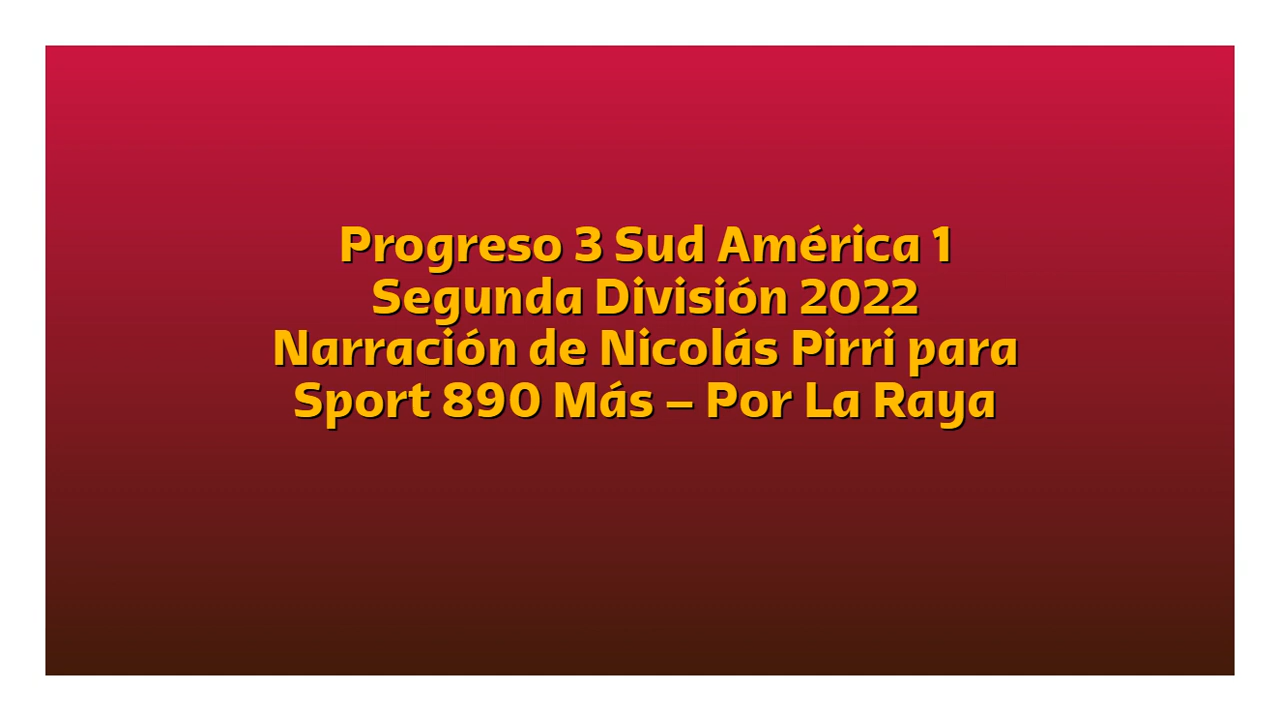 Progreso 3 Sud América 1
Segunda División 2022
Narración de Nicolás Pirri para
Sport 890 Más – Por La Raya